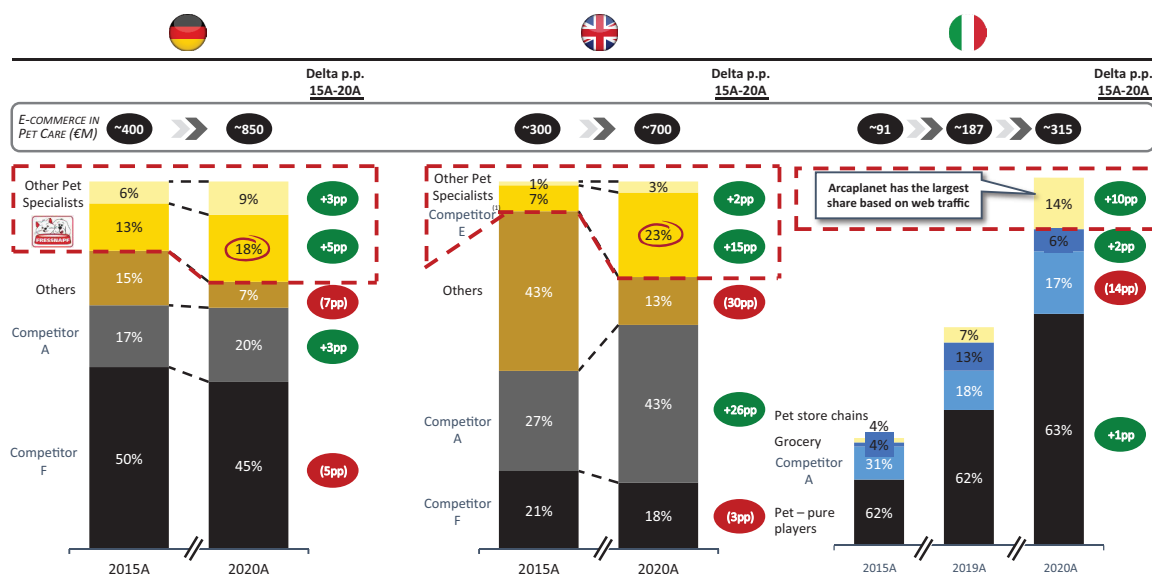 Delta p.p.
15A-20A
Delta p.p.
15A-20A
Delta p.p.
15A-20A
E-COMMERCE IN
PET CARE (€M)
~400
~850
~300
~700
~91
~187
~315
Other Pet
Specialists
FRESSNAPF
Others
Competitor
A
Competitor
F
6%
13%
15%
17%
50%
9%
18%
7%
20%
45%
+3pp
+5pp
(7pp)
+3pp
(5pp)
2015A
2020A
Other Pet
Specialists
Competitor(1)
E
Others
Competitor
A
Competitor
F
1%
7%
43%
27%
21%
3%
23%
13%
43%
18%
+2pp
+15pp
(30pp)
+26pp
(3pp)
2015A
2020A
Arcaplanet has the largest
share based on web traffic
Pet store chains
Grocery
Competitor
A
Pet – pure
players
4%
4%
31%
62%
7%
13%
18%
62%
14%
6%
17%
63%
+10pp
+2pp
(14pp)
+1pp
2015A
2019A
2020A